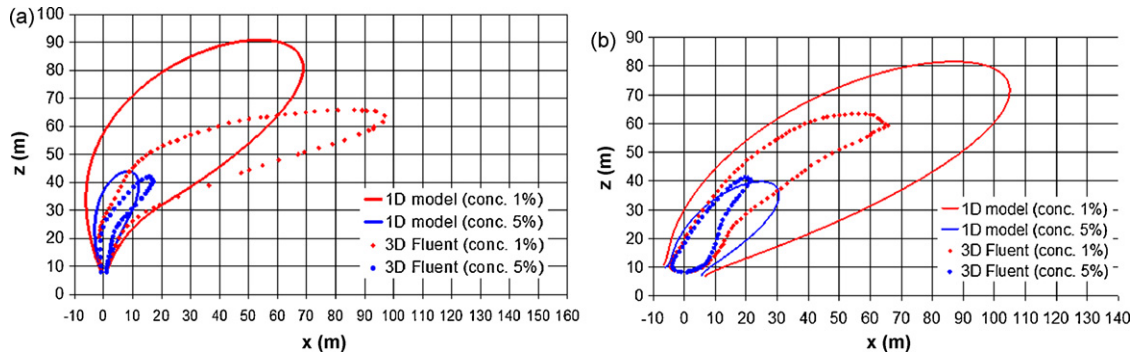 (a)
100
90
80
70
60
50
40
30
20
10
0
z (m)
-10 0 10 20 30 40 50 60 70 80 90 100 110 120 130 140 150 160
x (m)
1D model (conc. 1%)
1D model (conc. 5%)
3D Fluent (conc. 1%)
3D Fluent (conc. 5%)
(b)
90
80
70
60
50
40
30
20
10
0
z (m)
-10 0 10 20 30 40 50 60 70 80 90 100 110 120 130 140
x (m)
1D model (conc. 1%)
1D model (conc. 5%)
3D Fluent (conc. 1%)
3D Fluent (conc. 5%)